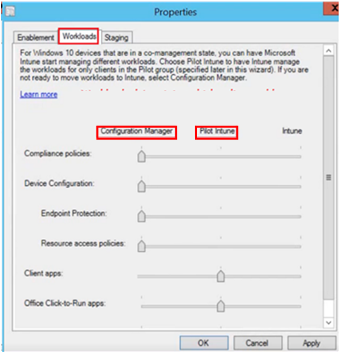 Properties
Enablement Workloads Staging
For Windows 10 devices that are in a co-management state, you can have Microsoft
Intune start managing different workloads. Choose Pilot Intune to have Intune manage
the workloads for only clients in the Pilot group (specified later in this wizard). If you are
not ready to move workloads to Intune, select Configuration Manager.
Learn more
Configuration Manager Pilot Intune Intune
Compliance policies:
Device Configuration:
Endpoint Protection:
Resource access policies:
Client apps:
Office Click-to-Run apps:
OK Cancel Apply